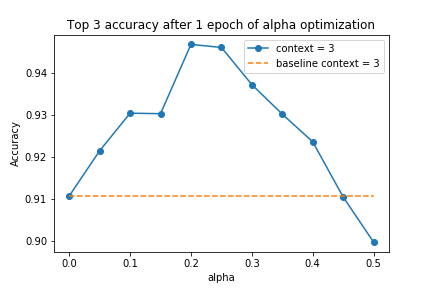 Top 3 accuracy after 1 epoch of alpha optimization
context = 3
baseline context = 3
Accuracy
0.94
0.93
0.92
0.91
0.90
0.0 0.1 0.2 0.3 0.4 0.5
alpha